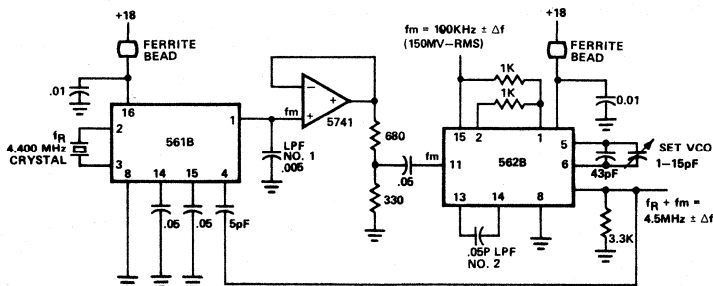 +18
FERRITE
BEAD
.01
16
2
fR
4.400 MHz
CRYSTAL
3
561B
1
8
14
15
4
.05
.05
5pF
fm
LPF
NO. 1
.005
−
+
+
5741
680
330
.05
fm
fm = 100KHz ± Δf
(150MV–RMS)
1K
1K
+18
FERRITE
BEAD
0.01
15
2
1
5
6
11
562B
13
14
8
43pF
SET VCO
1–15pF
.05P LPF
NO. 2
3.3K
fR + fm =
4.5MHz ± Δf